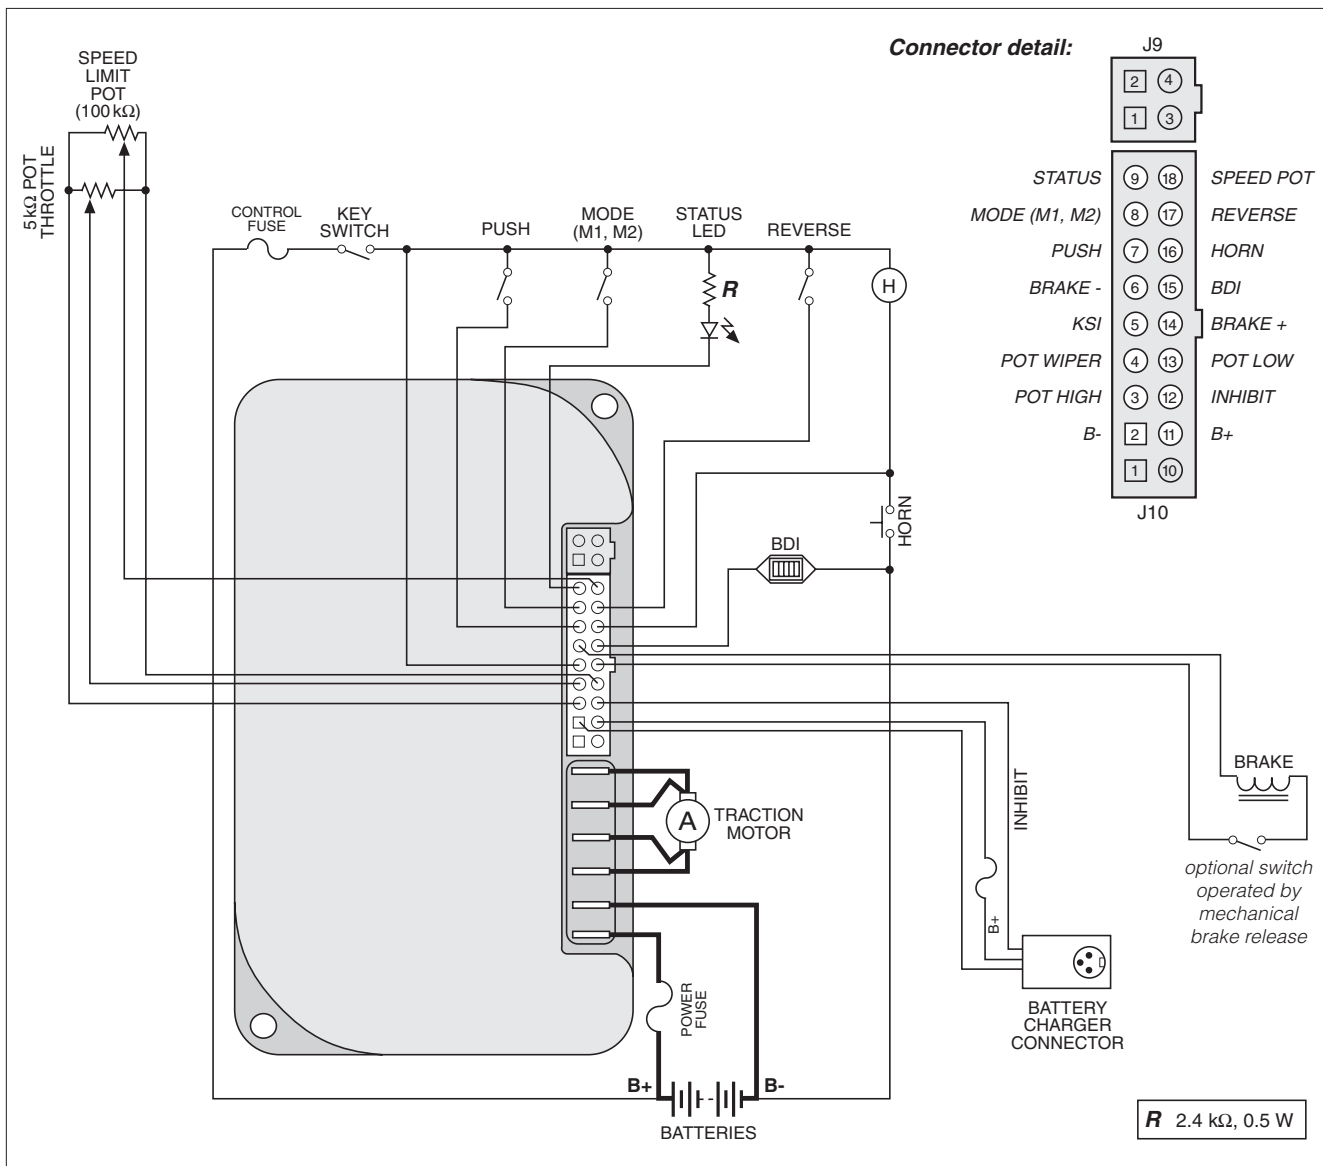 Connector detail:
J9
2 4
1 3
STATUS 9 18 SPEED POT
MODE (M1, M2) 8 17 REVERSE
PUSH 7 16 HORN
BRAKE - 6 15 BDI
KSI 5 14 BRAKE +
POT WIPER 4 13 POT LOW
POT HIGH 3 12 INHIBIT
B- 2 11 B+
1 10
J10
SPEED
LIMIT
POT
(100 kΩ)
5 kΩ POT
THROTTLE
CONTROL
FUSE
KEY
SWITCH
PUSH
MODE
(M1, M2)
STATUS
LED
REVERSE
R
H
HORN
BDI
A
TRACTION
MOTOR
INHIBIT
B+
BRAKE
optional switch
operated by
mechanical
brake release
POWER
FUSE
BATTERY
CHARGER
CONNECTOR
B+
B-
BATTERIES
R 2.4 kΩ, 0.5 W